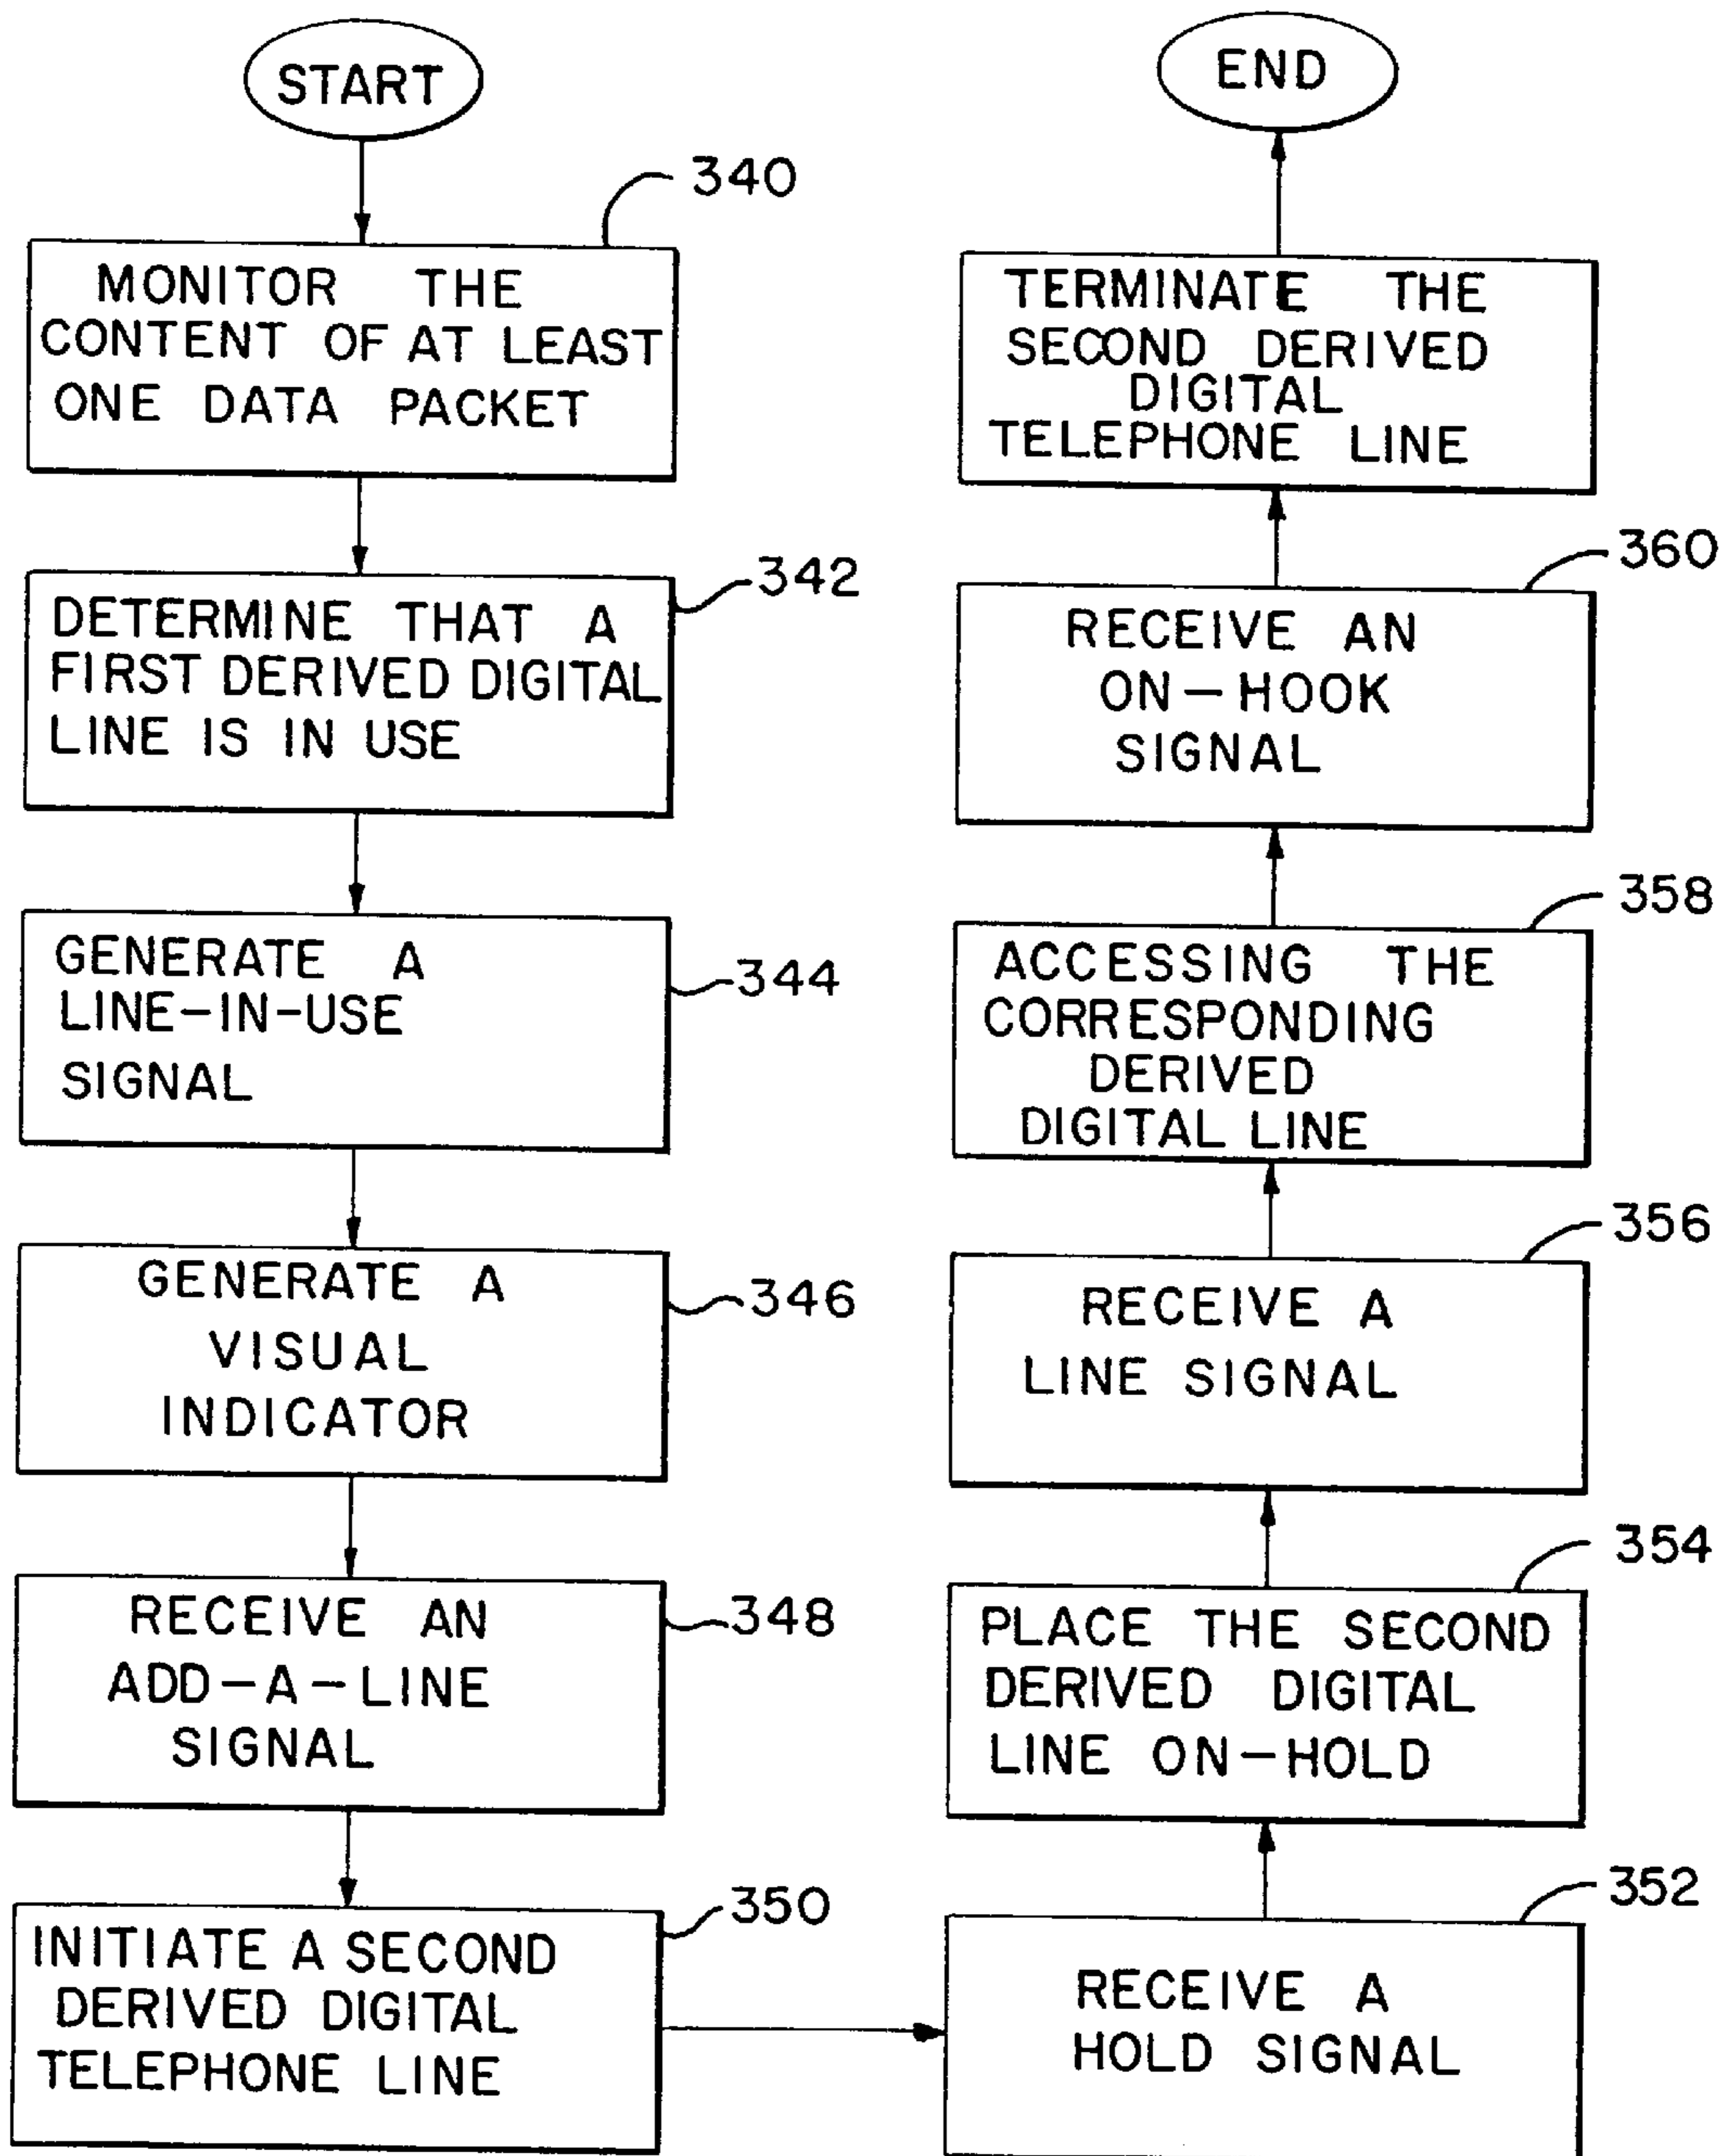 START
340
MONITOR THE
CONTENT OF AT LEAST
ONE DATA PACKET
342
DETERMINE THAT A
FIRST DERIVED DIGITAL
LINE IS IN USE
344
GENERATE A
LINE-IN-USE
SIGNAL
346
GENERATE A
VISUAL
INDICATOR
348
RECEIVE AN
ADD-A-LINE
SIGNAL
350
INITIATE A SECOND
DERIVED DIGITAL
TELEPHONE LINE
352
RECEIVE A
HOLD SIGNAL
354
PLACE THE SECOND
DERIVED DIGITAL
LINE ON-HOLD
356
RECEIVE A
LINE SIGNAL
358
ACCESSING THE
CORRESPONDING
DERIVED
DIGITAL LINE
360
RECEIVE AN
ON-HOOK
SIGNAL
TERMINATE THE
SECOND DERIVED
DIGITAL
TELEPHONE LINE
END